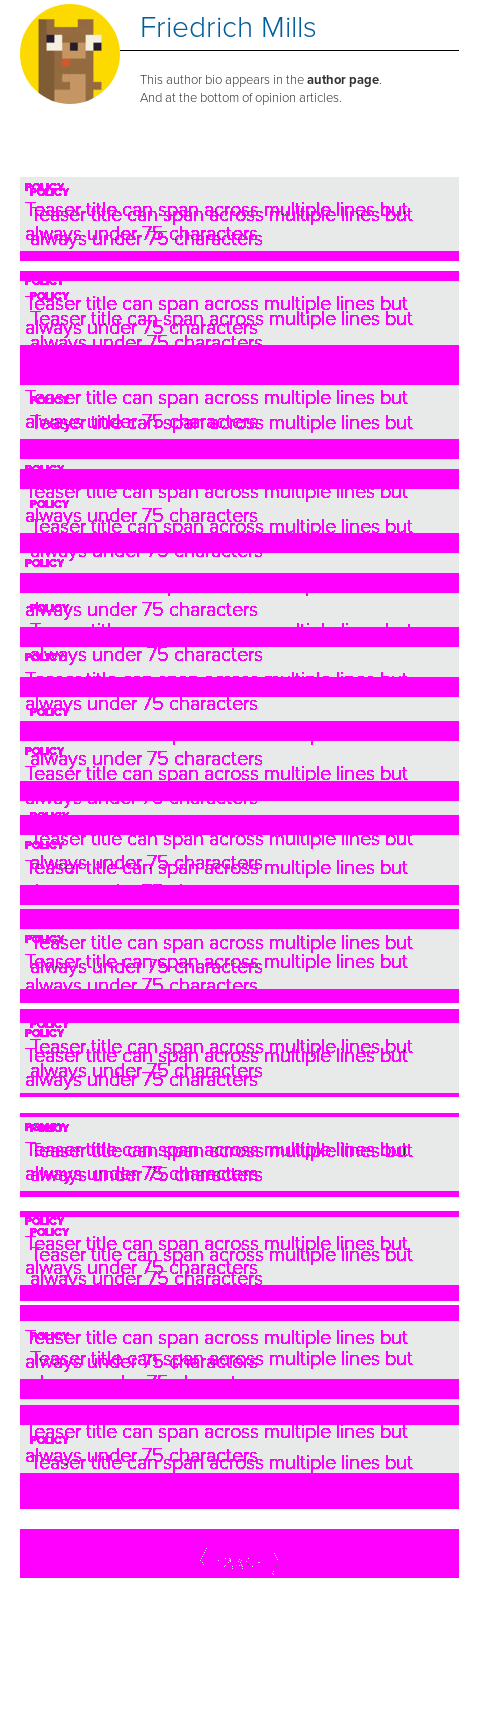 Friedrich Mills
This author bio appears in the author page.
And at the bottom of opinion articles.
POLICY
POLICY
Teaser title can span across multiple lines but
Teaser title can span across multiple lines but
always under 75 characters
always under 75 characters
POLICY
POLICY
Teaser title can span across multiple lines but
Teaser title can span across multiple lines but
always under 75 characters
always under 75 characters
Teaser title can span across multiple lines but
POLICY
always under 75 characters
Teaser title can span across multiple lines but
POLICY
Teaser title can span across multiple lines but
POLICY
always under 75 characters
Teaser title can span across multiple lines but
always under 75 characters
POLICY
POLICY
always under 75 characters
always under 75 characters
POLICY
Teaser title can span across multiple lines but
always under 75 characters
POLICY
POLICY
always under 75 characters
Teaser title can span across multiple lines but
always under 75 characters
POLICY
Teaser title can span across multiple lines but
POLICY
always under 75 characters
Teaser title can span across multiple lines but
POLICY
Teaser title can span across multiple lines but
Teaser title can span across multiple lines but
always under 75 characters
always under 75 characters
POLICY
POLICY
Teaser title can span across multiple lines but
Teaser title can span across multiple lines but
always under 75 characters
always under 75 characters
POLICY
POLICY
Teaser title can span across multiple lines but
Teaser title can span across multiple lines but
always under 75 characters
always under 75 characters
POLICY
POLICY
Teaser title can span across multiple lines but
Teaser title can span across multiple lines but
always under 75 characters
always under 75 characters
POLICY
Teaser title can span across multiple lines but
Teaser title can span across multiple lines but
always under 75 characters
Teaser title can span across multiple lines but
POLICY
always under 75 characters
Teaser title can span across multiple lines but